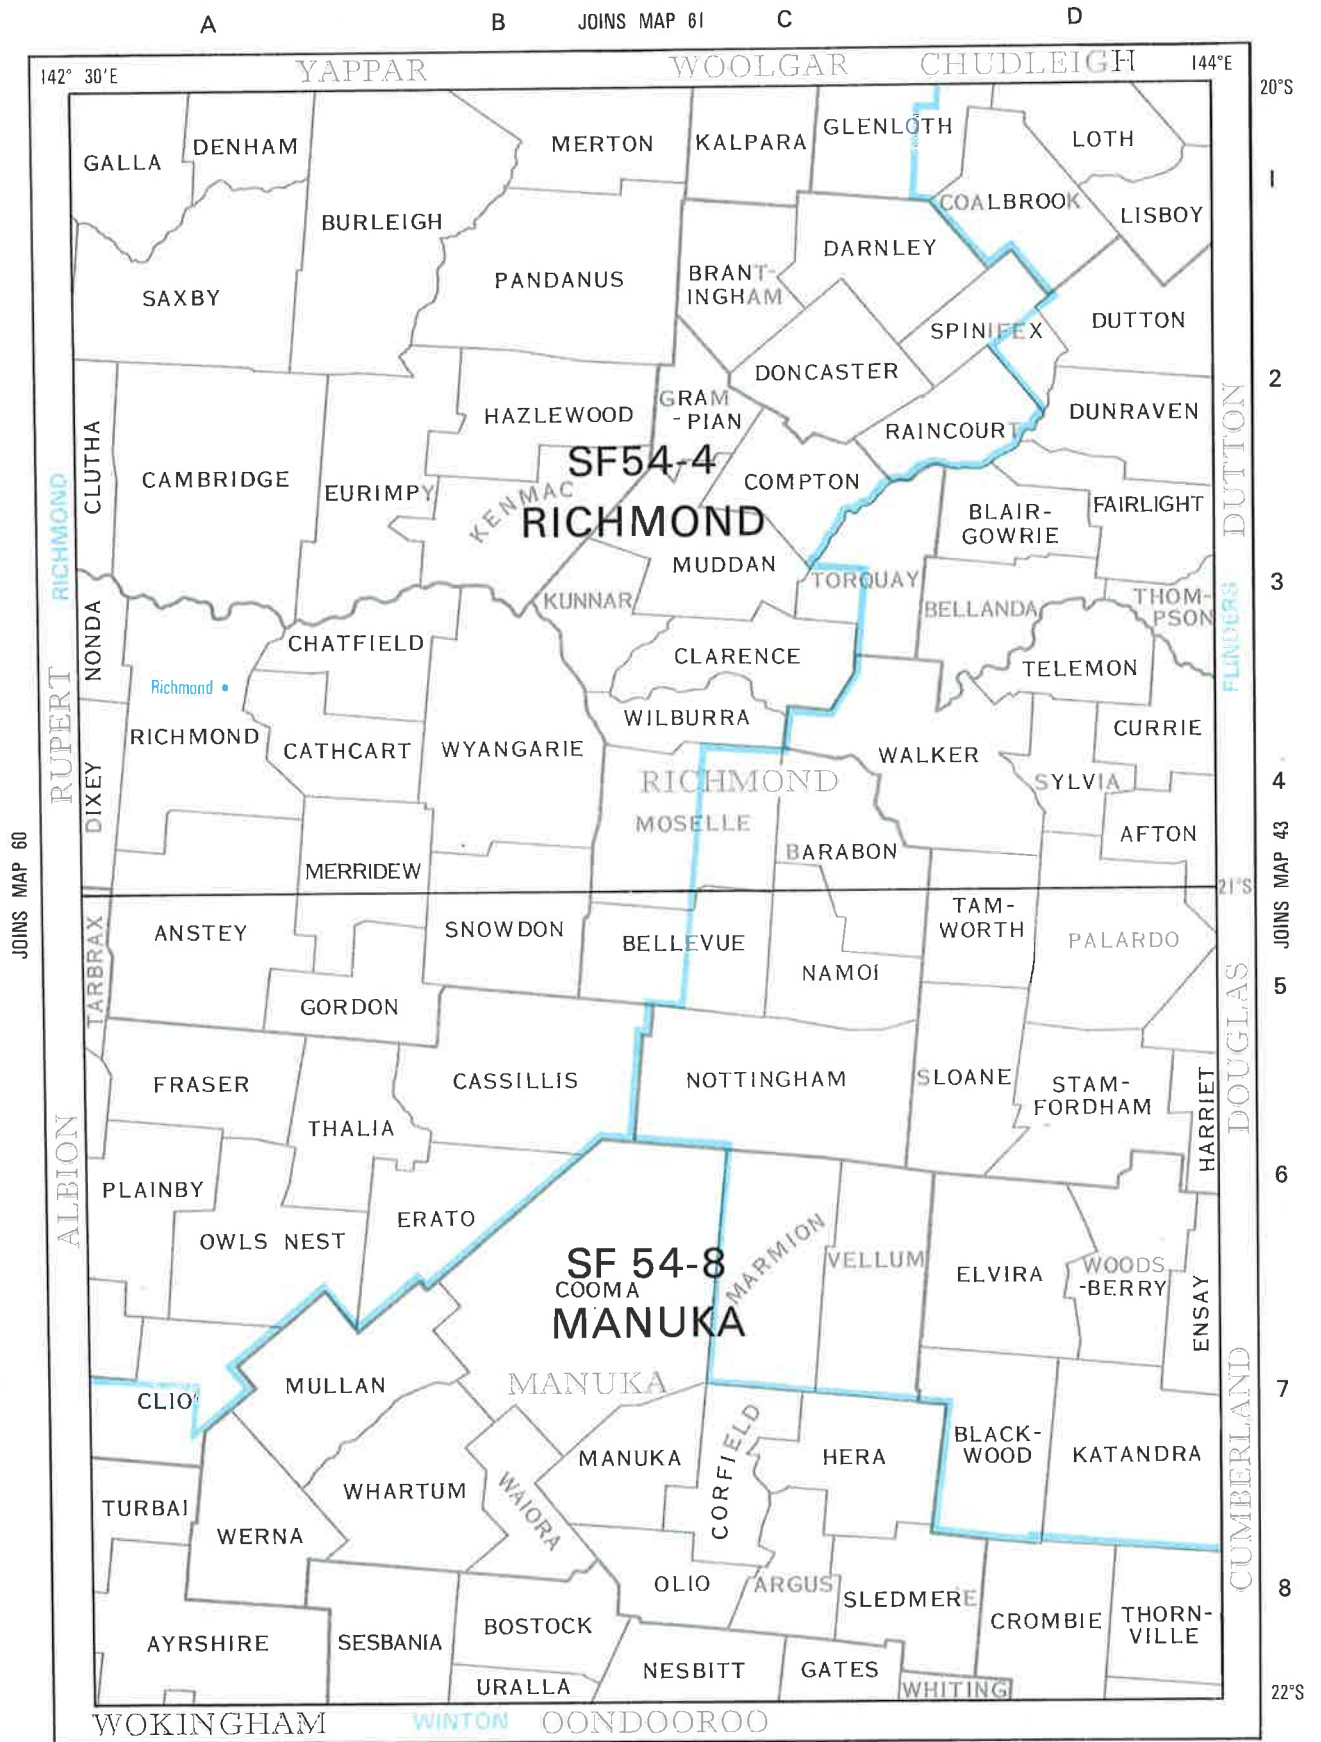 A
B
JOINS MAP 61
C
D
142° 30'E
YAPPAR
WOOLGAR
CHUDLEIGH
144°E
20°S
GALLA
DENHAM
MERTON
KALPARA
GLENLOTH
LOTH
1
BURLEIGH
COALBROOK
LISBOY
SAXBY
PANDANUS
BRANT-
INGHAM
DARNLEY
SPINIFEX
DUTTON
DONCASTER
2
HAZLEWOOD
GRAM
-PIAN
RAINCOURT
DUNRAVEN
DUTTON
CLUTHA
CAMBRIDGE
EURIMPY
KENMAC
SF54-4
RICHMOND
COMPTON
BLAIR-
GOWRIE
FAIRLIGHT
RICHMOND
MUDDAN
TORQUAY
3
KUNNAR
BELLANDA
THOM-
PSON
FLINDERS
NONDA
CHATFIELD
CLARENCE
TELEMON
Richmond
RICHMOND
CATHCART
WYANGARIE
WILBURRA
WALKER
CURRIE
RUPERT
DIXEY
RICHMOND
SYLVIA
4
MOSELLE
BARABON
AFTON
JOINS MAP 60
JOINS MAP 43
MERRIDEW
21°S
TARBRAX
ANSTEY
SNOWDON
BELLEVUE
NAMOI
TAM-
WORTH
PALARDO
GORDON
5
DOUGLAS
FRASER
CASSILLIS
NOTTINGHAM
SLOANE
STAM-
FORDHAM
HARRIET
THALIA
ALBION
PLAINBY
6
OWLS NEST
ERATO
MARMION
VELLUM
ELVIRA
WOODS
-BERRY
ENSAY
SF 54-8
COOMA
MANUKA
CLIO
MULLAN
MANUKA
7
CUMBERLAND
MANUKA
CORFIELD
HERA
BLACK-
WOOD
KATANDRA
TURBAI
WERNA
WHARTUM
WAIORA
OLIO
ARGUS
SLEDMERE
8
AYRSHIRE
SESBANIA
BOSTOCK
CROMBIE
THORN-
VILLE
URALLA
NESBITT
GATES
WHITING
22°S
WOKINGHAM
WINTON
OONDOOROO